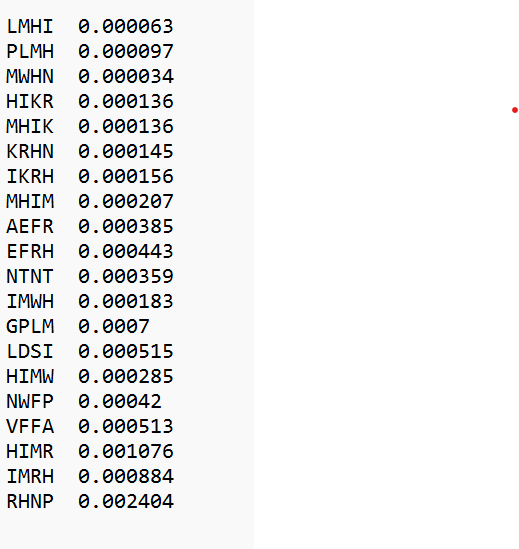 LMHI 0.000063
PLMH 0.000097
MWHN 0.000034
HIKR 0.000136
MHIK 0.000136
KRHN 0.000145
IKRH 0.000156
MHIM 0.000207
AEFR 0.000385
EFRH 0.000443
NTNT 0.000359
IMWH 0.000183
GPLM 0.0007
LDSI 0.000515
HIMW 0.000285
NWFP 0.00042
VFFA 0.000513
HIMR 0.001076
IMRH 0.000884
RHNP 0.002404